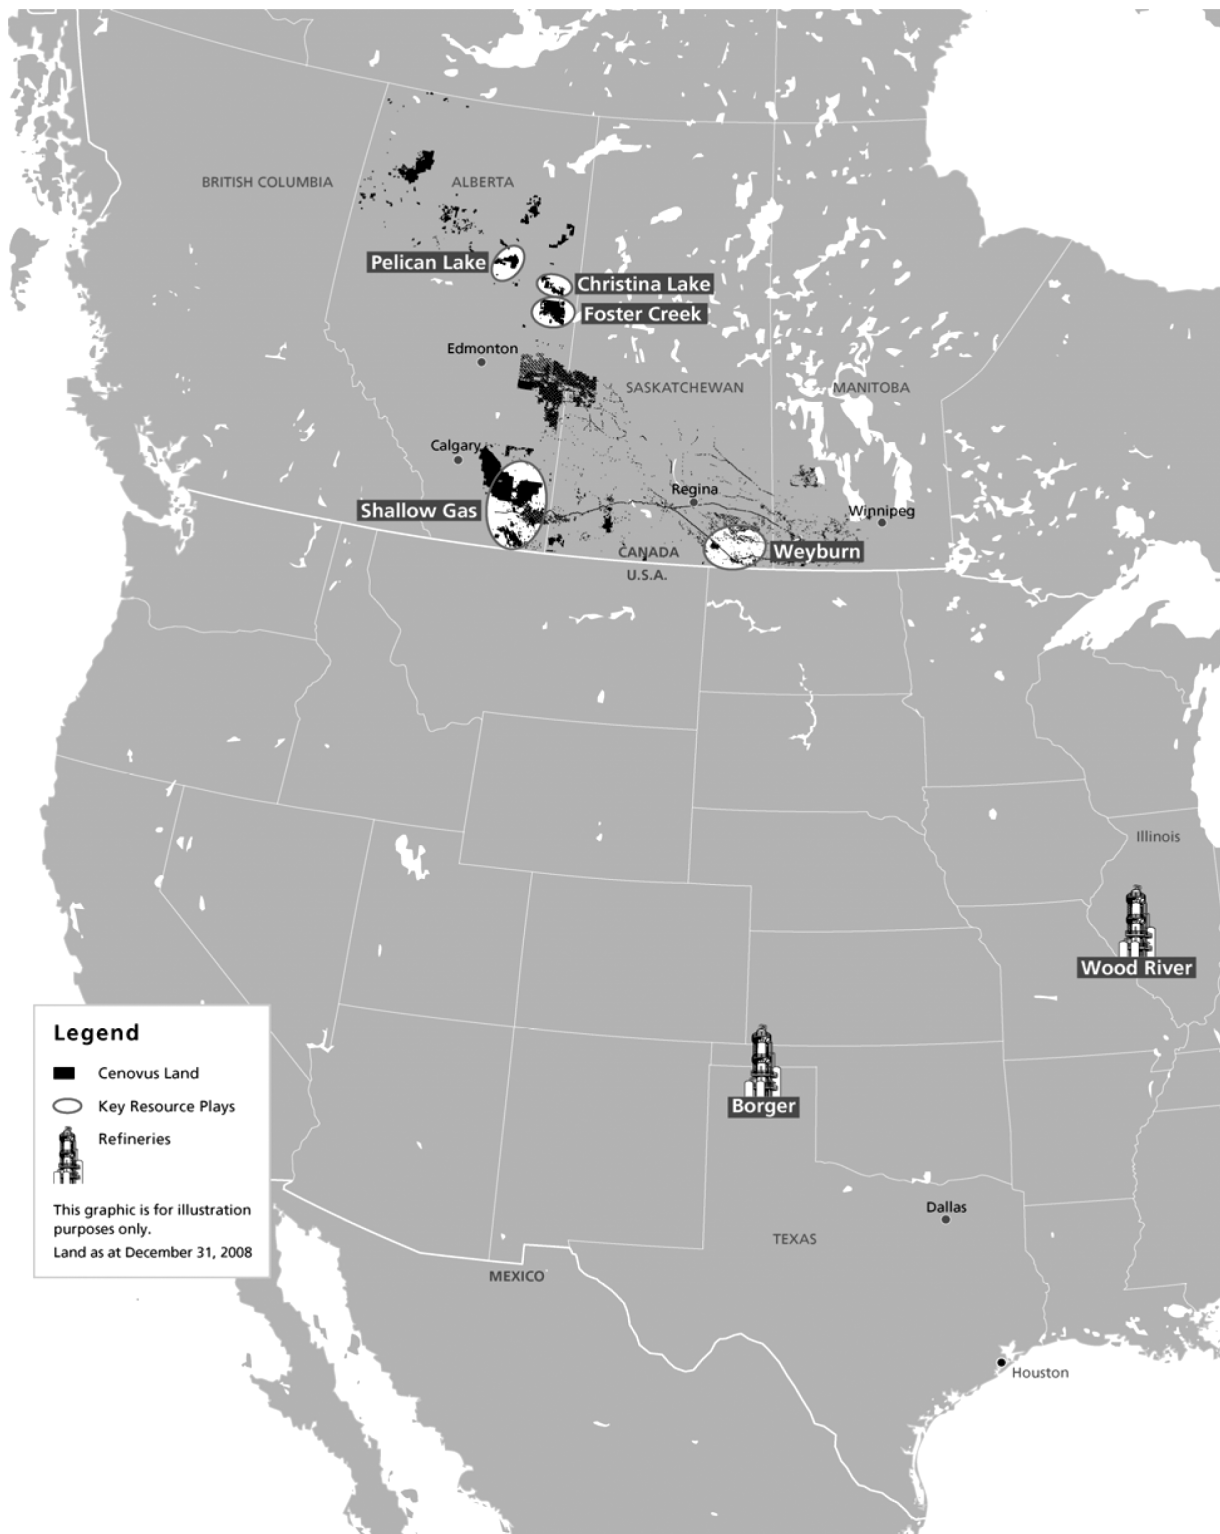 BRITISH COLUMBIA
ALBERTA
Pelican Lake
Christina Lake
Foster Creek
Edmonton
SASKATCHEWAN
MANITOBA
Calgary
Regina
Shallow Gas
Winnipeg
CANADA
Weyburn
U.S.A.
Illinois
Wood River
Legend
Cenovus Land
Key Resource Plays
Refineries
This graphic is for illustration
purposes only.
Land as at December 31, 2008
Borger
Dallas
TEXAS
MEXICO
Houston